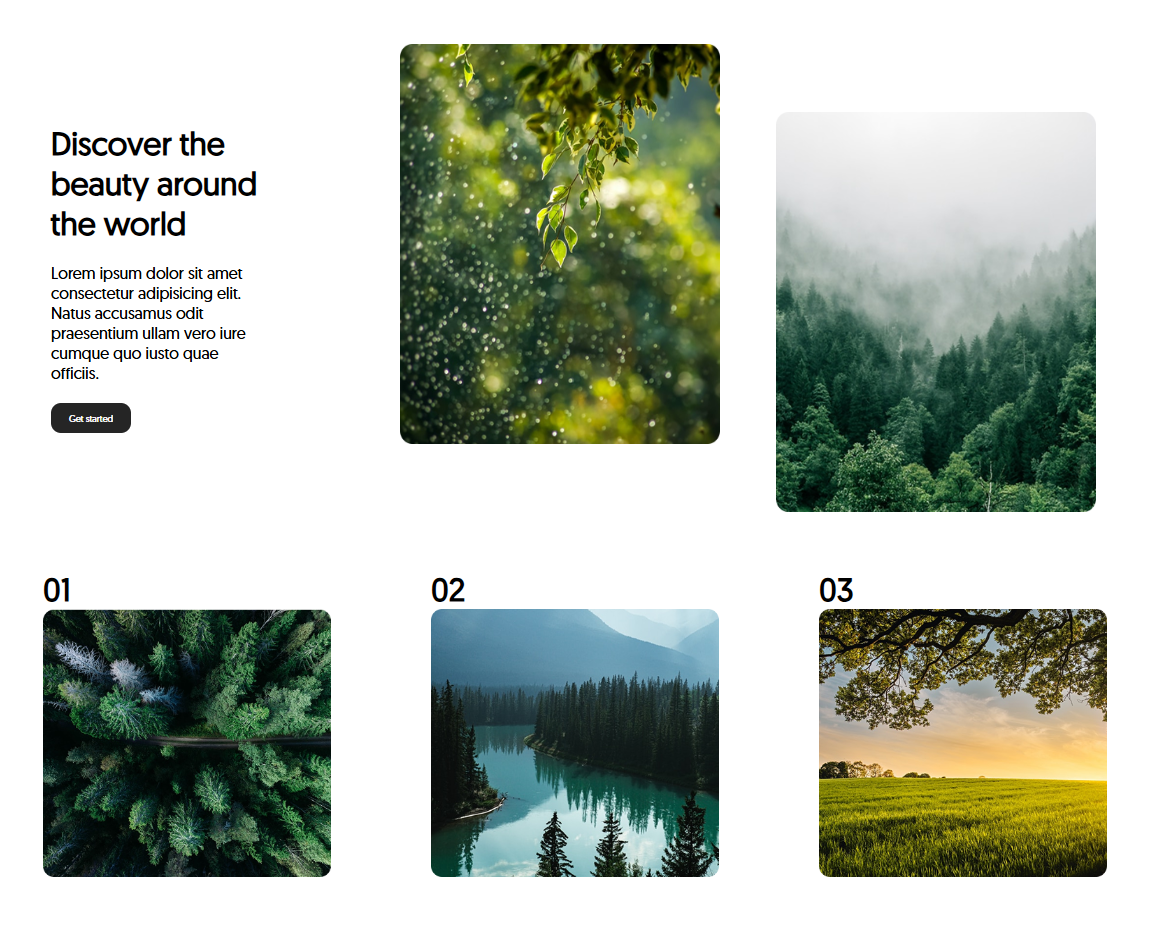 Discover the
beauty around
the world
Lorem ipsum dolor sit amet
consectetur adipisicing elit.
Natus accusamus odit
praesentium ullam vero iure
cumque quo iusto quae
officiis.
Get started
01
02
03